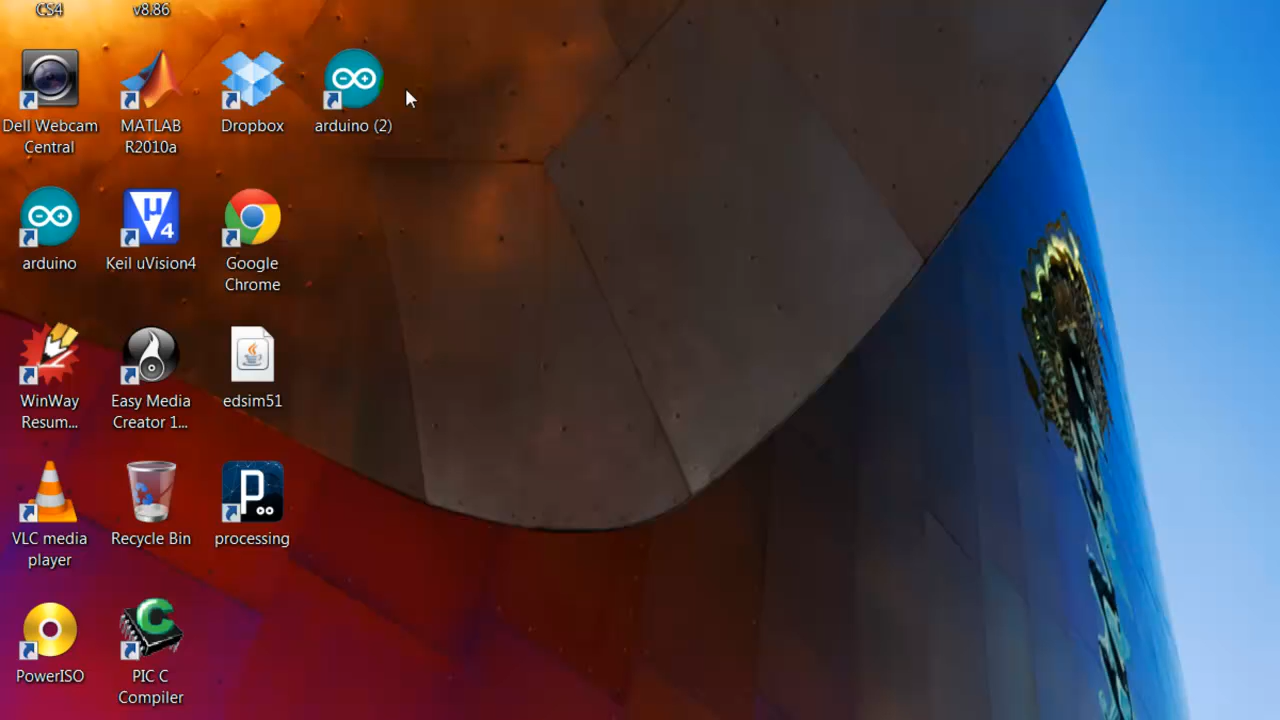 CS4
v8.86
Dell Webcam
Central
MATLAB
R2010a
Dropbox
arduino (2)
arduino
Keil uVision4
µ
4
Google
Chrome
WinWay
Resum...
Easy Media
Creator 1...
edsim51
VLC media
player
Recycle Bin
P
processing
PowerISO
C
PIC C
Compiler